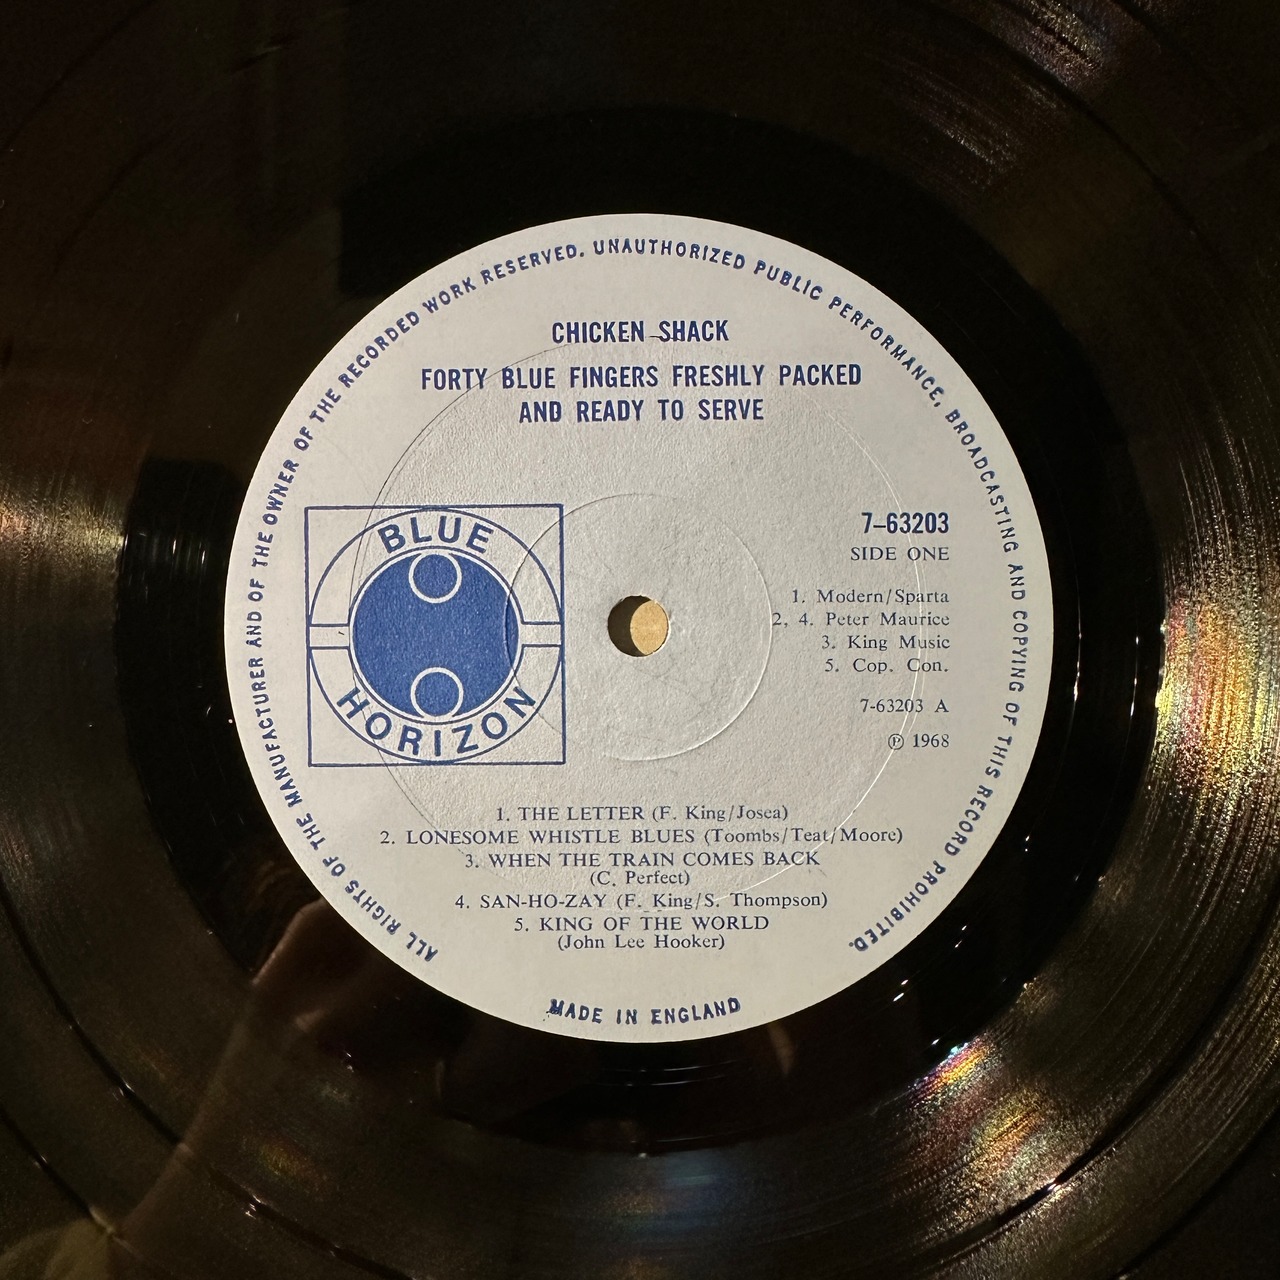 ALL RIGHTS OF THE MANUFACTURER AND OF THE OWNER OF THE RECORDED WORK RESERVED. UNAUTHORIZED PUBLIC PERFORMANCE, BROADCASTING AND COPYING OF THIS RECORD PROHIBITED.
CHICKEN SHACK
FORTY BLUE FINGERS FRESHLY PACKED
AND READY TO SERVE
BLUE
HORIZON
7-63203
SIDE ONE
1. Modern/Sparta
2, 4. Peter Maurice
3. King Music
5. Cop. Con.
7-63203 A
℗ 1968
1. THE LETTER (F. King/Josea)
2. LONESOME WHISTLE BLUES (Toombs/Teat/Moore)
3. WHEN THE TRAIN COMES BACK
(C. Perfect)
4. SAN-HO-ZAY (F. King/S. Thompson)
5. KING OF THE WORLD
(John Lee Hooker)
MADE IN ENGLAND